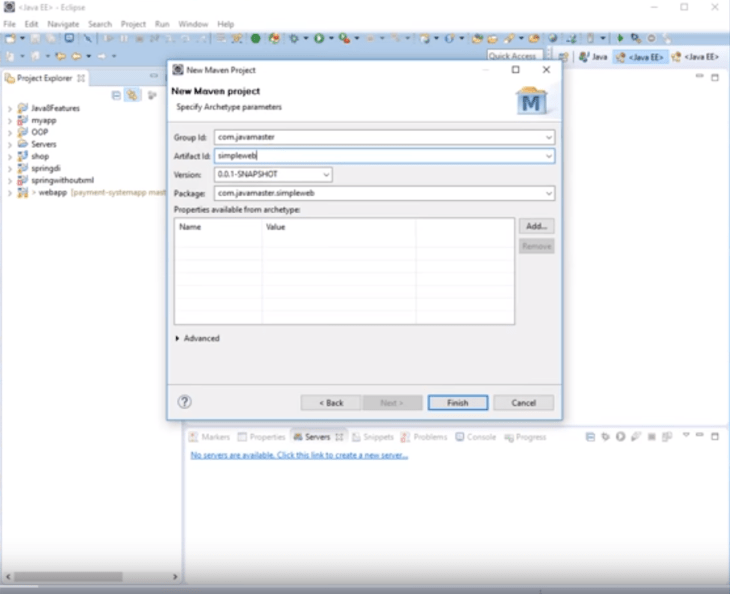 <Java EE> - Eclipse
File Edit Navigate Search Project Run Window Help
Quick Access
Java <Java EE> <Java EE>
Project Explorer
Java8Features
myapp
OOP
Servers
shop
springdi
springwithoutxml
> webapp [payment-systemapp mast
New Maven Project
New Maven project
Specify Archetype parameters
M
Group Id: com.javamaster
Artifact Id: simpleweb
Version: 0.0.1-SNAPSHOT
Package: com.javamaster.simpleweb
Properties available from archetype:
Name Value
Add...
Remove
Advanced
?
< Back Next > Finish Cancel
Markers Properties Servers Snippets Problems Console Progress
No servers are available. Click this link to create a new server...